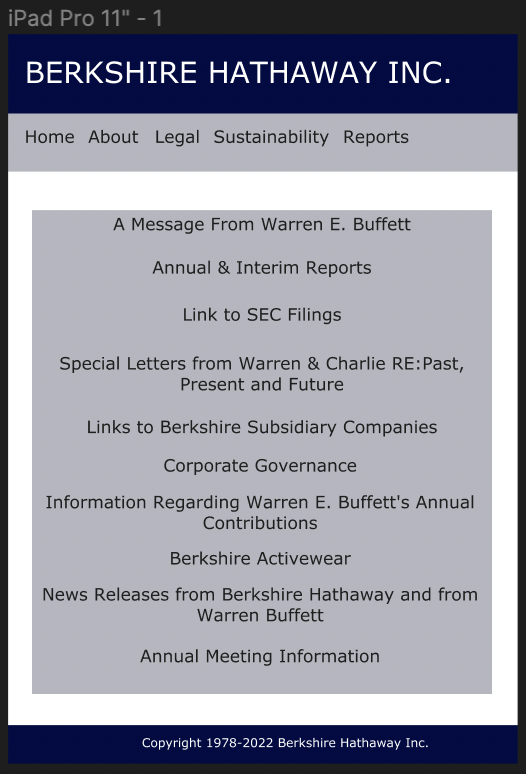 iPad Pro 11" - 1
BERKSHIRE HATHAWAY INC.
Home About Legal Sustainability Reports
A Message From Warren E. Buffett
Annual & Interim Reports
Link to SEC Filings
Special Letters from Warren & Charlie RE:Past,
Present and Future
Links to Berkshire Subsidiary Companies
Corporate Governance
Information Regarding Warren E. Buffett's Annual
Contributions
Berkshire Activewear
News Releases from Berkshire Hathaway and from
Warren Buffett
Annual Meeting Information
Copyright 1978-2022 Berkshire Hathaway Inc.